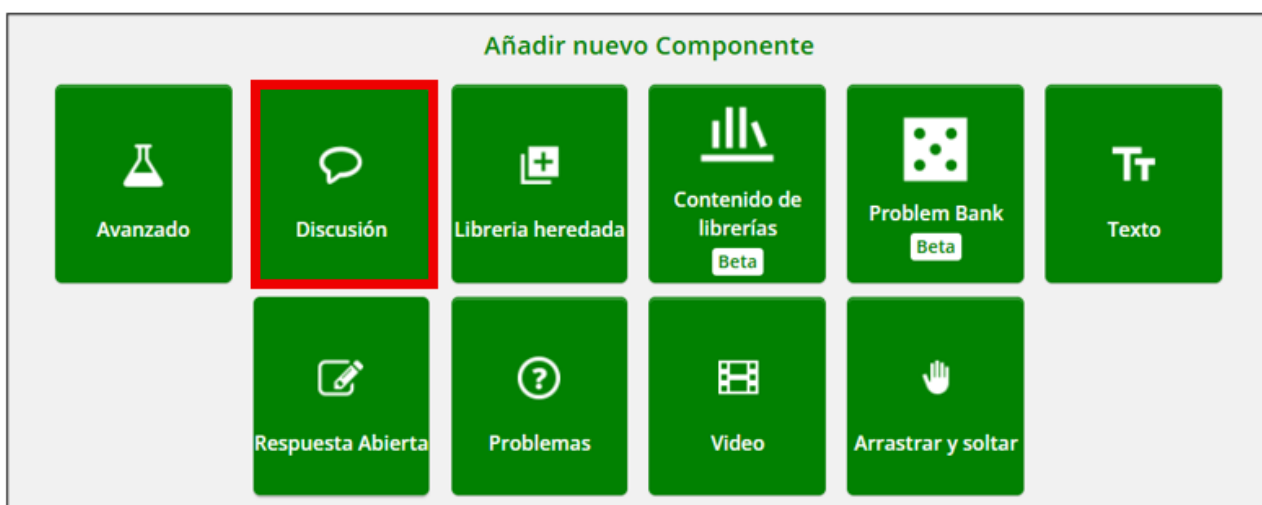 Añadir nuevo Componente
Avanzado
Discusión
Libreria heredada
Contenido de
librerías
Beta
Problem Bank
Beta
Texto
Respuesta Abierta
Problemas
Video
Arrastrar y soltar